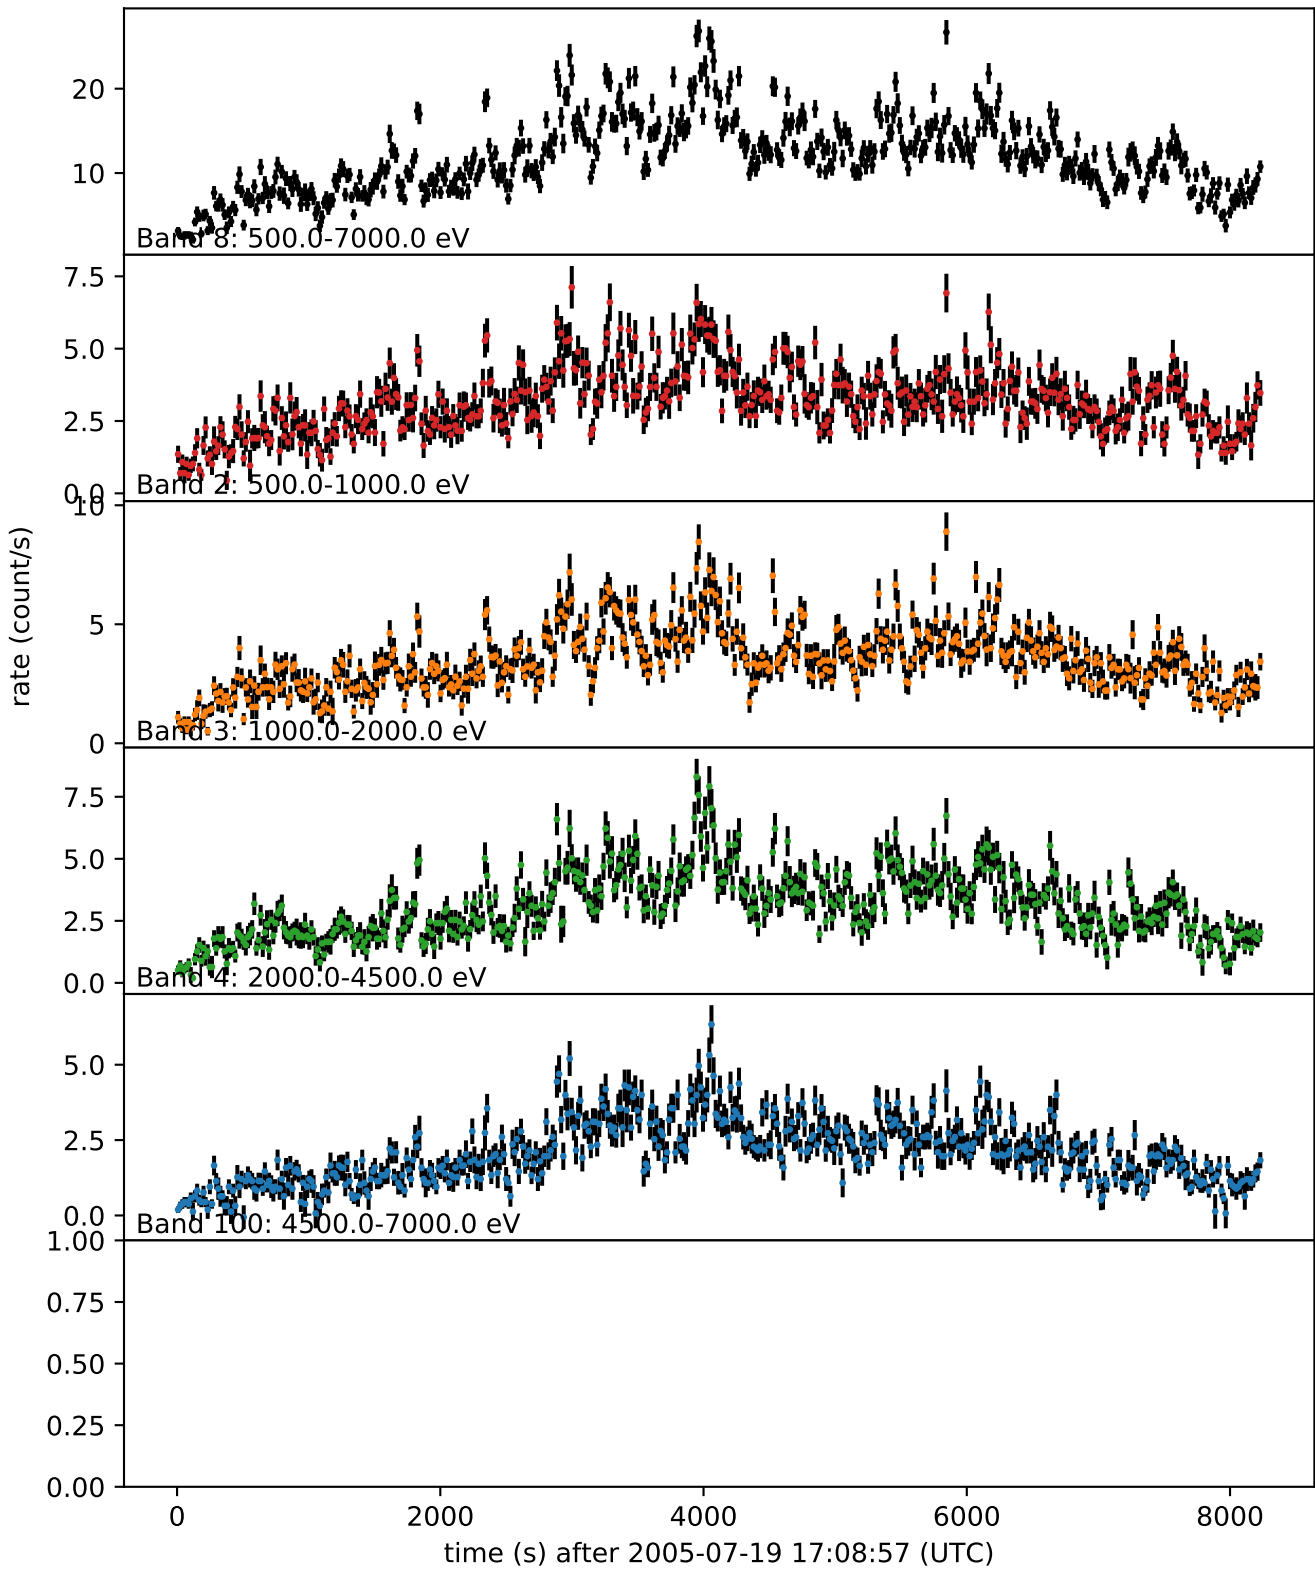 20
10
Band 8: 500.0-7000.0 eV
7.5
5.0
2.5
0.0
Band 2: 500.0-1000.0 eV
10
5
0
Band 3: 1000.0-2000.0 eV
rate (count/s)
7.5
5.0
2.5
0.0
Band 4: 2000.0-4500.0 eV
5.0
2.5
0.0
Band 100: 4500.0-7000.0 eV
1.00
0.75
0.50
0.25
0.00
0 2000 4000 6000 8000
time (s) after 2005-07-19 17:08:57 (UTC)